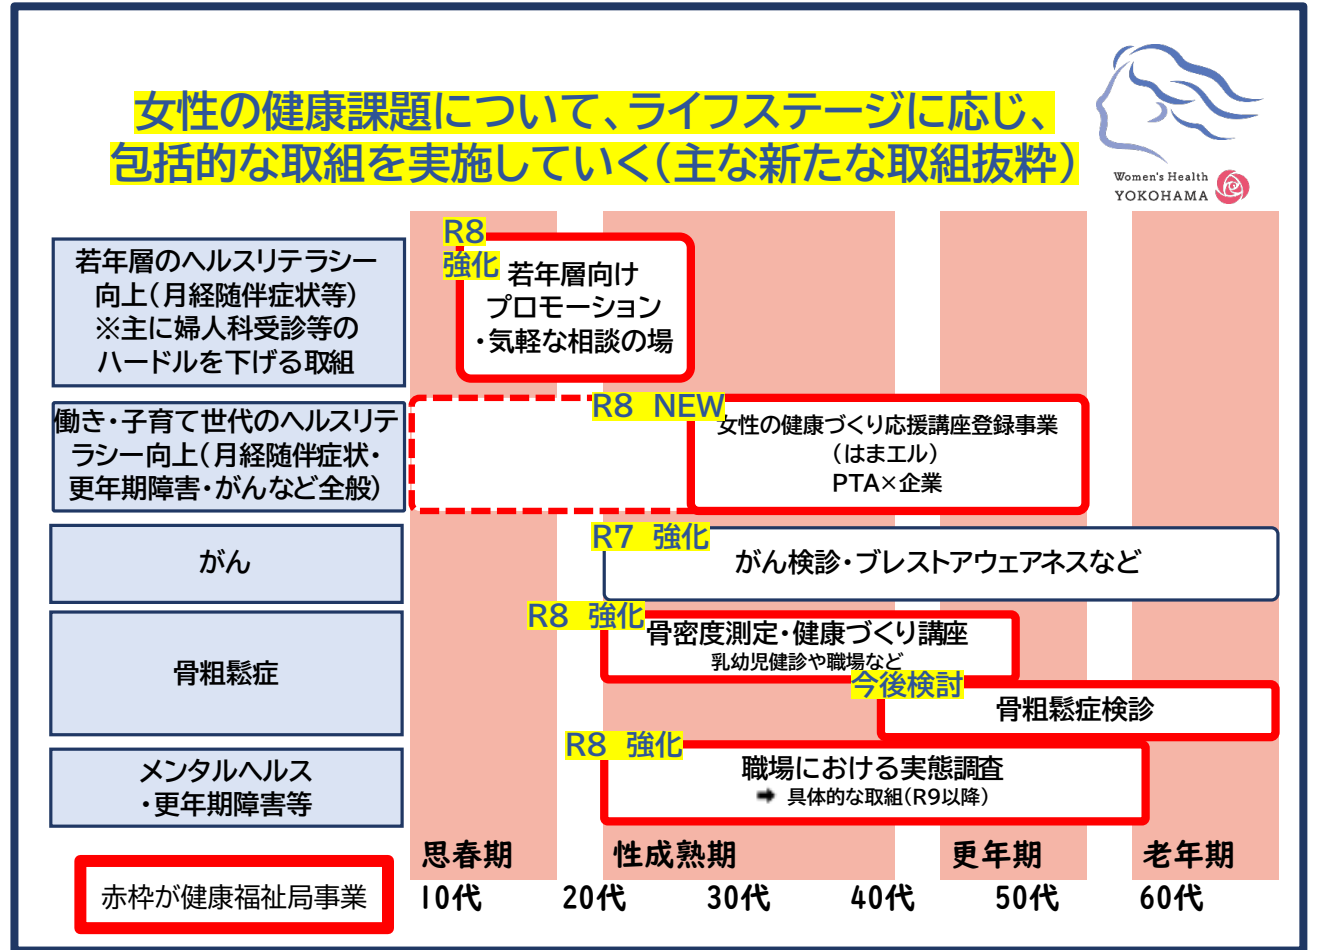 女性の健康課題について、ライフステージに応じ、
包括的な取組を実施していく(主な新たな取組抜粋)
Women's Health
YOKOHAMA
若年層のヘルスリテラシー
向上(月経随伴症状等)
※主に婦人科受診等の
ハードルを下げる取組
R8
強化
若年層向け
プロモーション
・気軽な相談の場
働き・子育て世代のヘルスリテ
ラシー向上(月経随伴症状・
更年期障害・がんなど全般)
R8 NEW
女性の健康づくり応援講座登録事業
(はまエル)
PTA×企業
がん
R7 強化
がん検診・ブレストアウェアネスなど
骨粗鬆症
R8 強化
骨密度測定・健康づくり講座
乳幼児健診や職場など
今後検討
骨粗鬆症検診
メンタルヘルス
・更年期障害等
R8 強化
職場における実態調査
➡ 具体的な取組(R9以降)
思春期 性成熟期 更年期 老年期
10代 20代 30代 40代 50代 60代
赤枠が健康福祉局事業